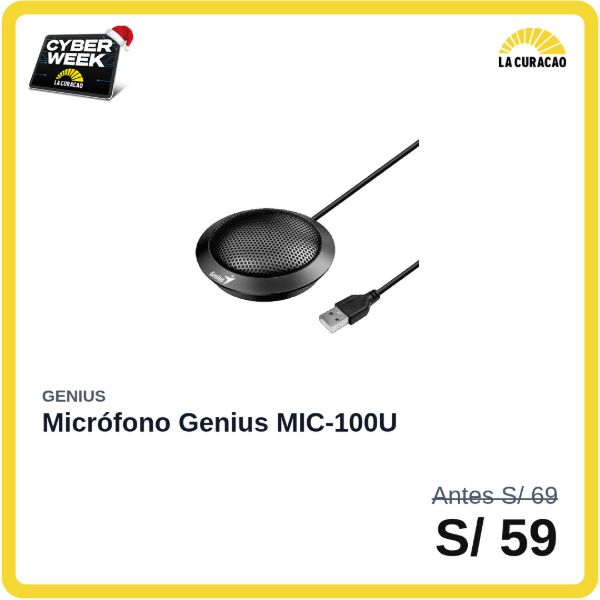 CYBER
WEEK
LA CURACAO
LA CURACAO
Genius
GENIUS
Micrófono Genius MIC-100U
Antes S/ 69
S/ 59